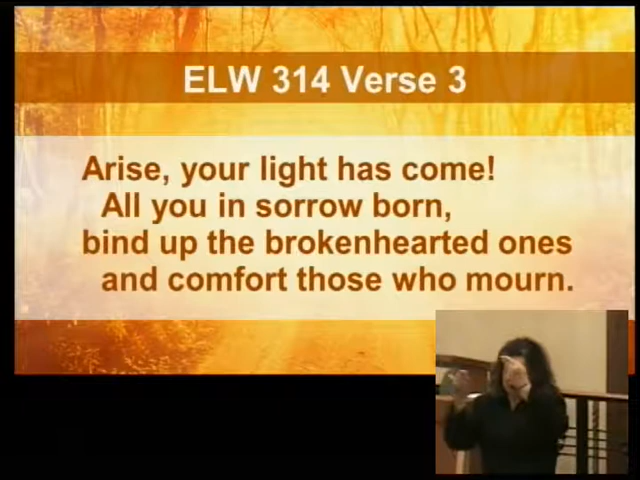 ELW 314 Verse 3
Arise, your light has come!
All you in sorrow born,
bind up the brokenhearted ones
and comfort those who mourn.